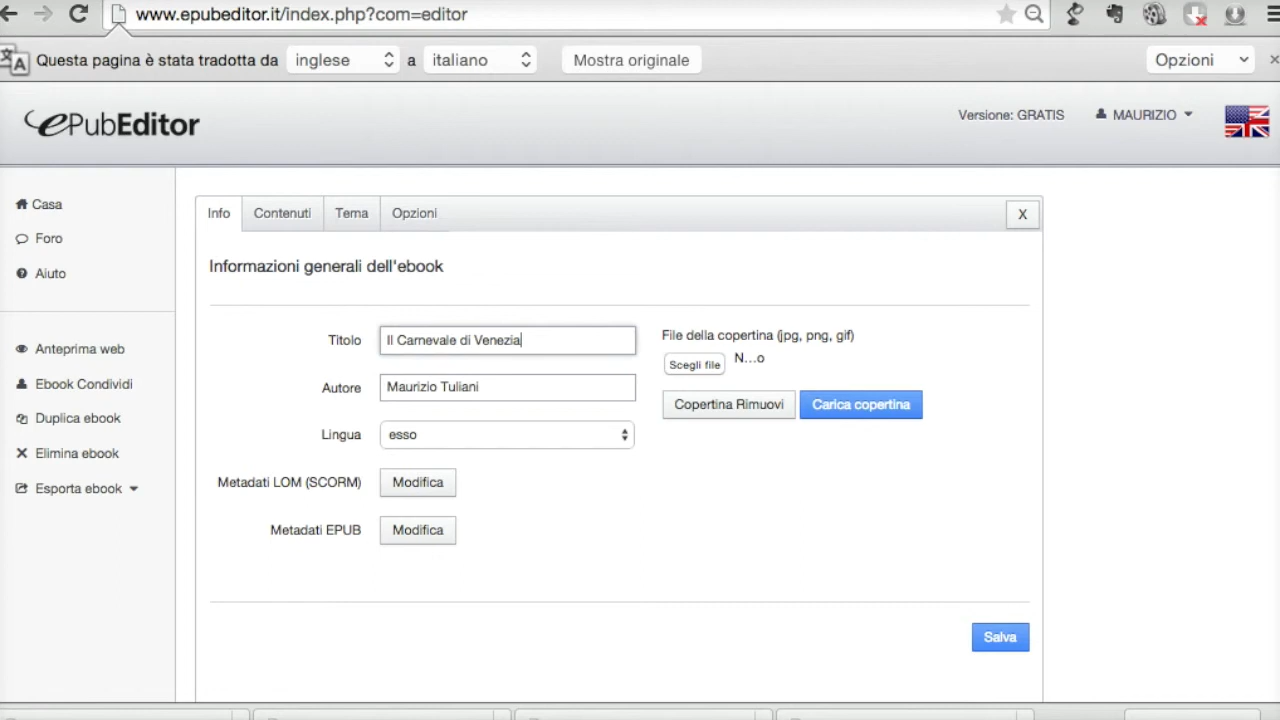 www.epubeditor.it/index.php?com=editor
Questa pagina è stata tradotta da inglese a italiano Mostra originale Opzioni
ePubEditor
Versione: GRATIS MAURIZIO
Casa
Foro
Aiuto
Anteprima web
Ebook Condividi
Duplica ebook
Elimina ebook
Esporta ebook
Info Contenuti Tema Opzioni X
Informazioni generali dell'ebook
Titolo Il Carnevale di Venezia
Autore Maurizio Tuliani
Lingua esso
Metadati LOM (SCORM) Modifica
Metadati EPUB Modifica
File della copertina (jpg, png, gif)
Scegli file N...o
Copertina Rimuovi Carica copertina
Salva